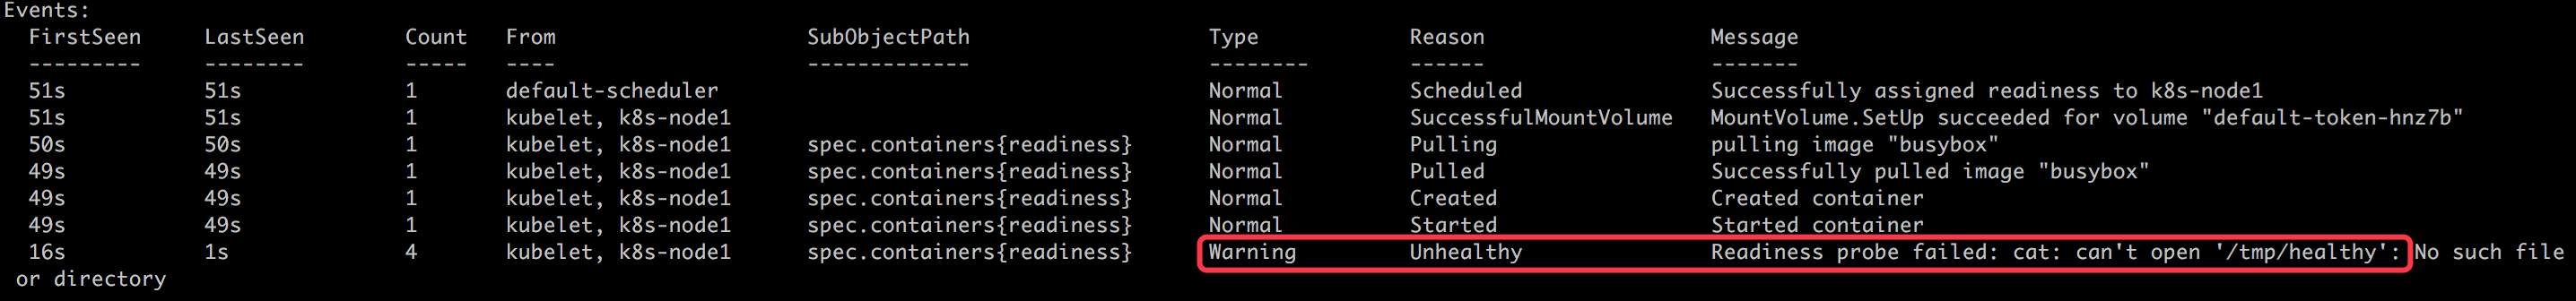 Events:
FirstSeen LastSeen Count From SubObjectPath Type Reason Message
--------- -------- ----- ---- ------------- -------- ------ -------
51s 51s 1 default-scheduler Normal Scheduled Successfully assigned readiness to k8s-node1
51s 51s 1 kubelet, k8s-node1 Normal SuccessfulMountVolume MountVolume.SetUp succeeded for volume "default-token-hnz7b"
50s 50s 1 kubelet, k8s-node1 spec.containers{readiness} Normal Pulling pulling image "busybox"
49s 49s 1 kubelet, k8s-node1 spec.containers{readiness} Normal Pulled Successfully pulled image "busybox"
49s 49s 1 kubelet, k8s-node1 spec.containers{readiness} Normal Created Created container
49s 49s 1 kubelet, k8s-node1 spec.containers{readiness} Normal Started Started container
16s 1s 4 kubelet, k8s-node1 spec.containers{readiness} Warning Unhealthy Readiness probe failed: cat: can't open '/tmp/healthy': No such file
or directory